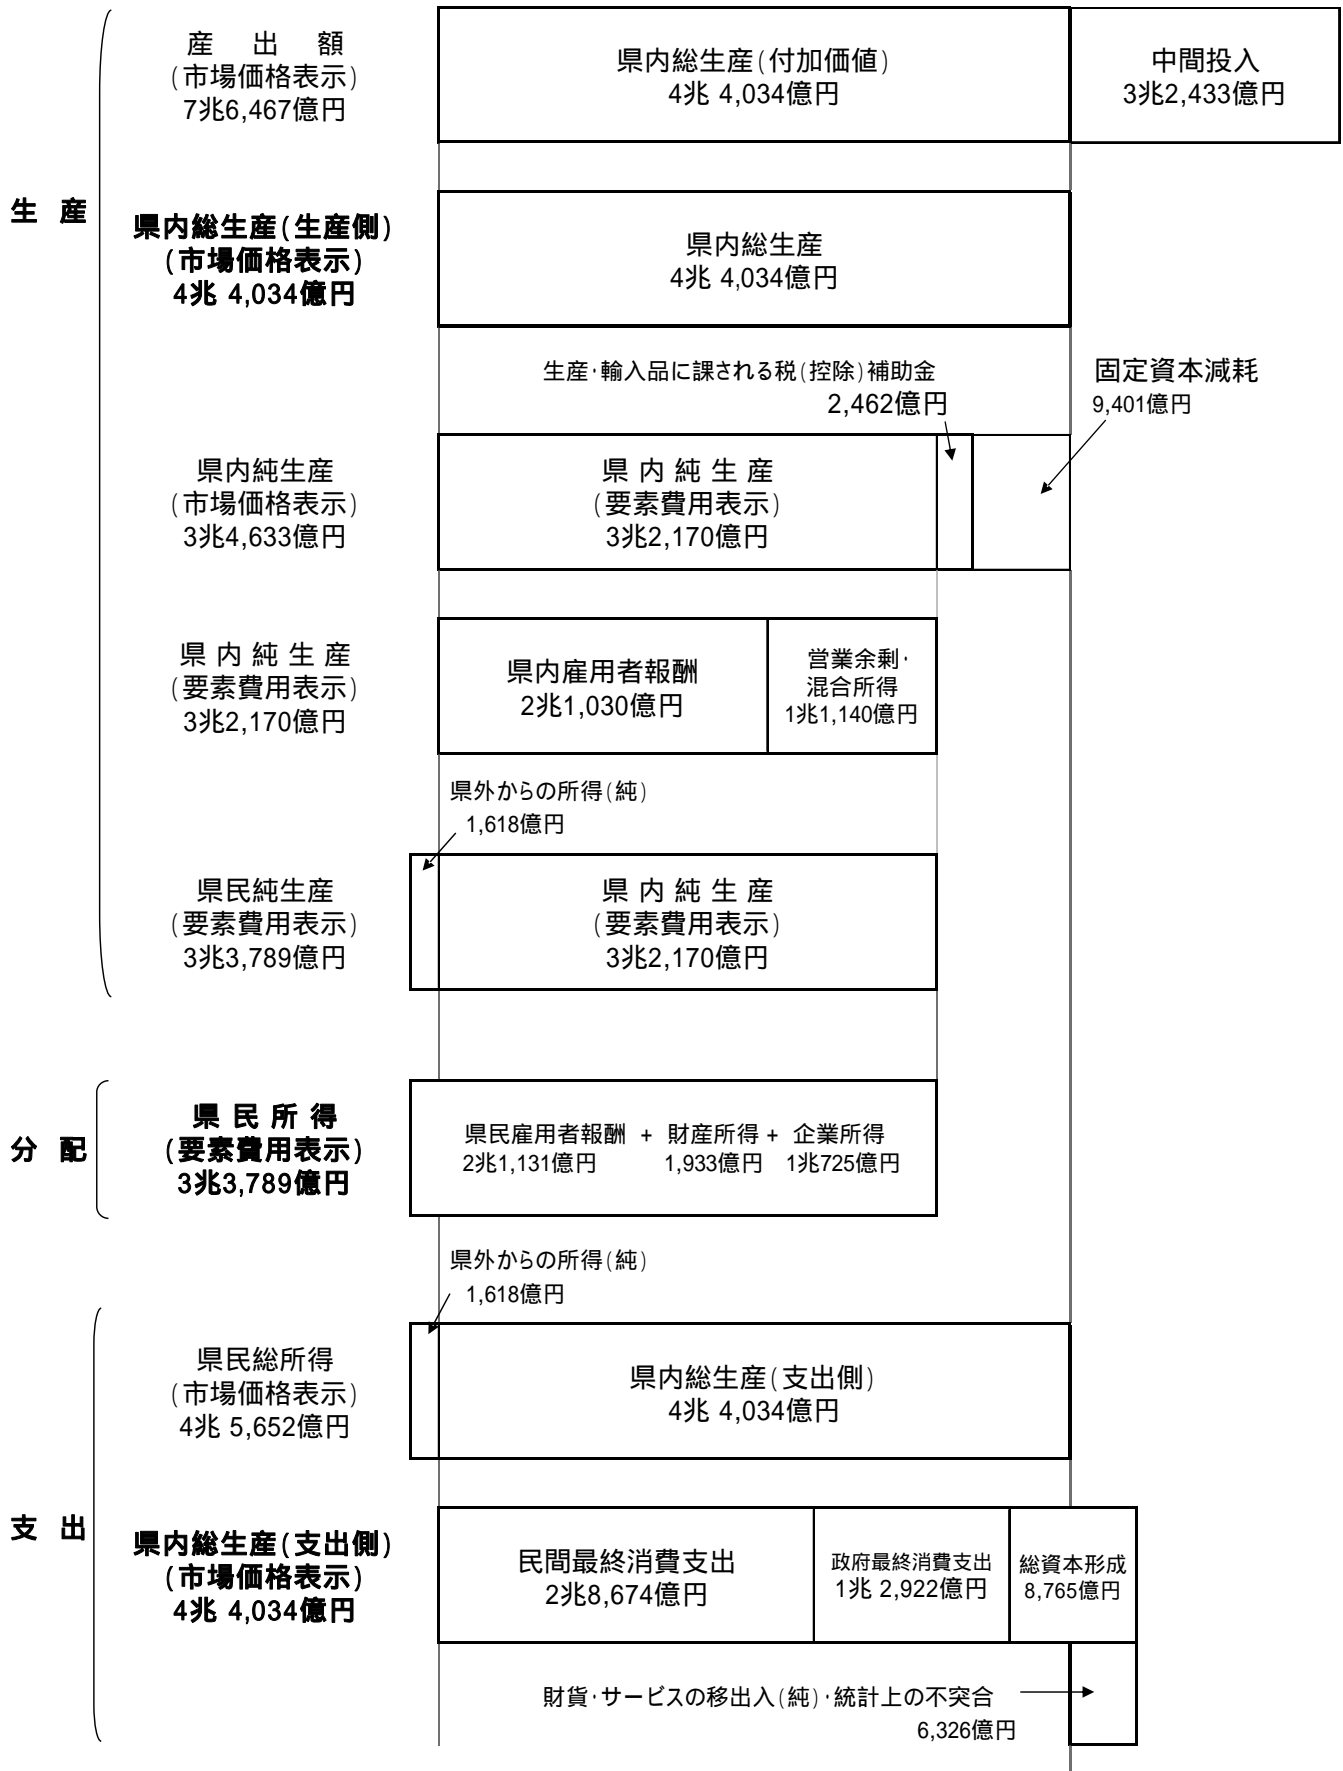 産 出 額
(市場価格表示)
7兆6,467億円
県内総生産(付加価値)
4兆 4,034億円
中間投入
3兆2,433億円
生 産
県内総生産(生産側)
(市場価格表示)
4兆 4,034億円
県内総生産
4兆 4,034億円
生産・輸入品に課される税(控除)補助金
2,462億円
固定資本減耗
9,401億円
県内純生産
(市場価格表示)
3兆4,633億円
県 内 純 生 産
(要素費用表示)
3兆2,170億円
県 内 純 生 産
(要素費用表示)
3兆2,170億円
県内雇用者報酬
2兆1,030億円
営業余剰・
混合所得
1兆1,140億円
県外からの所得(純)
1,618億円
県民純生産
(要素費用表示)
3兆3,789億円
県 内 純 生 産
(要素費用表示)
3兆2,170億円
分 配
県 民 所 得
(要素費用表示)
3兆3,789億円
県民雇用者報酬 + 財産所得 + 企業所得
2兆1,131億円 1,933億円 1兆725億円
県外からの所得(純)
1,618億円
県民総所得
(市場価格表示)
4兆 5,652億円
県内総生産(支出側)
4兆 4,034億円
支 出
県内総生産(支出側)
(市場価格表示)
4兆 4,034億円
民間最終消費支出
2兆8,674億円
政府最終消費支出
1兆 2,922億円
総資本形成
8,765億円
財貨・サービスの移出入(純)・統計上の不突合
6,326億円